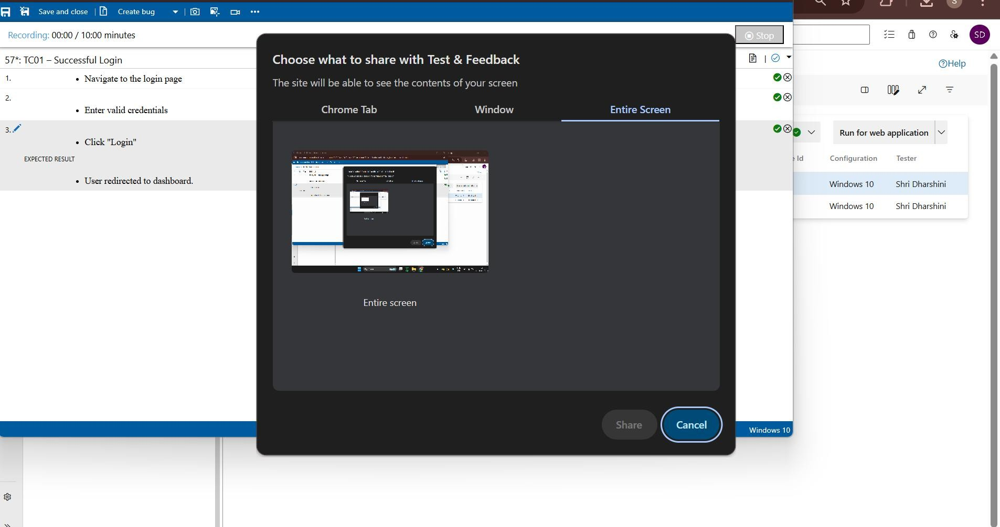 Save and close | Create bug
Recording: 00:00 / 10:00 minutes
Stop
SD
S
57*: TC01 – Successful Login
Help
1.
• Navigate to the login page
2.
• Enter valid credentials
3.
• Click "Login"
EXPECTED RESULT
• User redirected to dashboard.
Choose what to share with Test & Feedback
The site will be able to see the contents of your screen
Chrome Tab
Window
Entire Screen
Entire screen
Share
Cancel
Run for web application
Id
Configuration
Tester
Windows 10
Shri Dharshini
Windows 10
Shri Dharshini
Windows 10